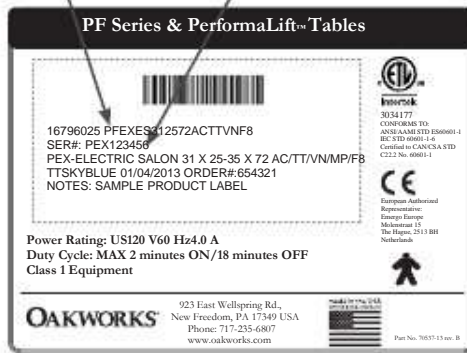 PF Series & PerformaLift™ Tables
16796025 PFEXES312572ACTTVNF8
SER#: PEX123456
PEX-ELECTRIC SALON 31 X 25-35 X 72 AC/TT/VN/MP/F8
TTSKYBLUE 01/04/2013 ORDER#:654321
NOTES: SAMPLE PRODUCT LABEL
Power Rating: US120 V60 Hz4.0 A
Duty Cycle: MAX 2 minutes ON/18 minutes OFF
Class 1 Equipment
ETL
Intertek
3034177
CONFORMS TO:
ANSI/AAMI STD ES60601-1
IEC STD 60601-1-6
Certified to CAN/CSA STD
C22.2 No. 60601-1
CE
European Authorized
Representative:
Emergo Europe
Molenstraat 15
The Hague, 2513 BH
Netherlands
OAKWORKS
923 East Wellspring Rd.,
New Freedom, PA 17349 USA
Phone: 717-235-6807
www.oakworks.com
Part No. 70537-13 rev. B